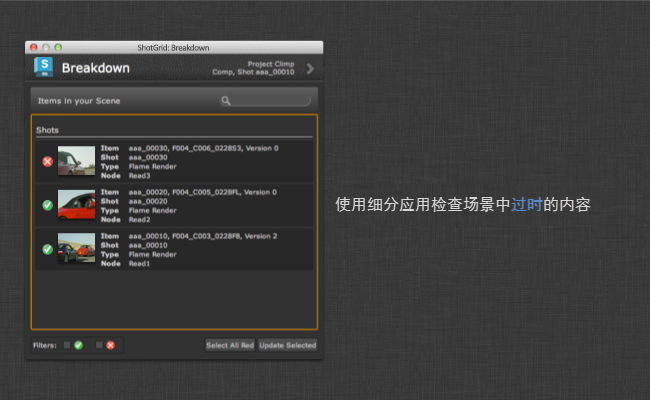 ShotGrid: Breakdown
S
Breakdown
Project Climp
Comp, Shot aaa_00010
Items in your Scene
Shots
Item aaa_00030, F004_C006_0228S3, Version 0
Shot aaa_00030
Type Flame Render
Node Read3
Item aaa_00020, F004_C005_0228FL, Version 0
Shot aaa_00020
Type Flame Render
Node Read2
Item aaa_00010, F004_C003_0228F8, Version 2
Shot aaa_00010
Type Flame Render
Node Read1
使用细分应用检查场景中过时的内容
Filters:
Select All Red
Update Selected